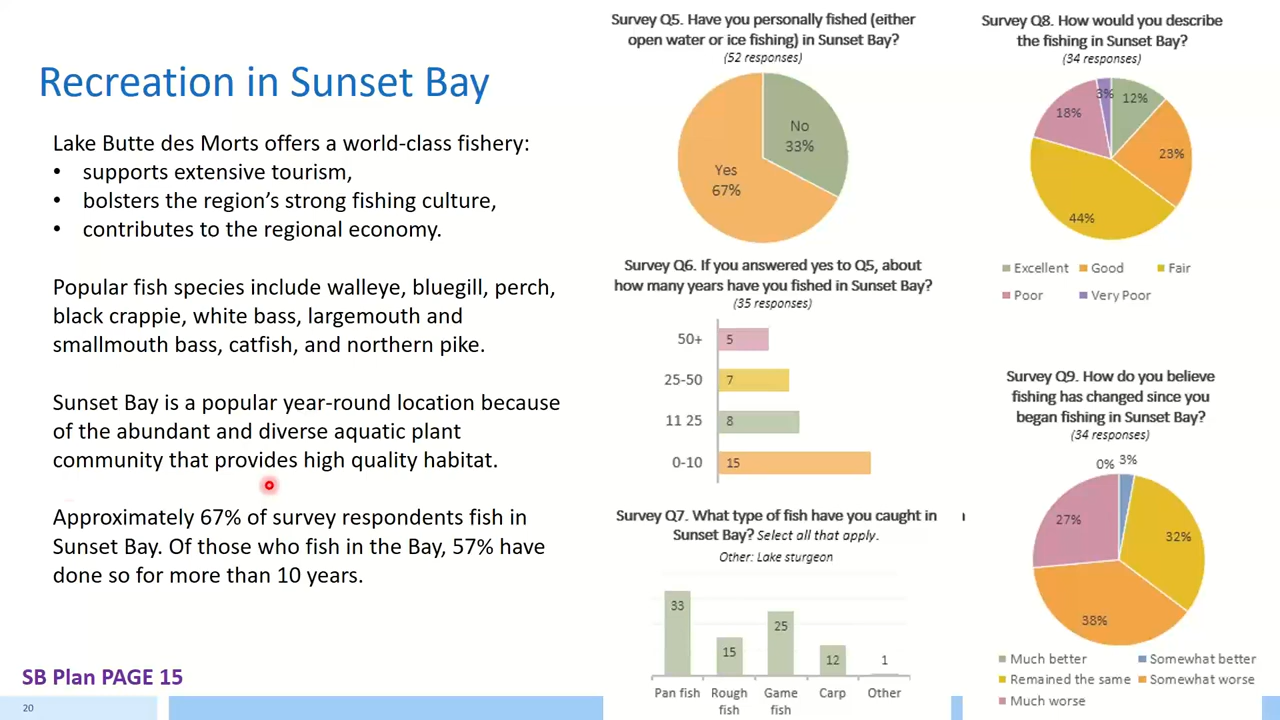 Recreation in Sunset Bay
Lake Butte des Morts offers a world-class fishery:
• supports extensive tourism,
• bolsters the region's strong fishing culture,
• contributes to the regional economy.
Popular fish species include walleye, bluegill, perch,
black crappie, white bass, largemouth and
smallmouth bass, catfish, and northern pike.
Sunset Bay is a popular year-round location because
of the abundant and diverse aquatic plant
community that provides high quality habitat.
Approximately 67% of survey respondents fish in
Sunset Bay. Of those who fish in the Bay, 57% have
done so for more than 10 years.
SB Plan PAGE 15
20
Survey Q5. Have you personally fished (either
open water or ice fishing) in Sunset Bay?
(52 responses)
No
33%
Yes
67%
Survey Q6. If you answered yes to Q5, about
how many years have you fished in Sunset Bay?
(35 responses)
50+ 5
25-50 7
11 25 8
0-10 15
Survey Q7. What type of fish have you caught in
Sunset Bay? Select all that apply.
Other: Lake sturgeon
33
15
25
12
1
Pan fish Rough fish Game fish Carp Other
Survey Q8. How would you describe
the fishing in Sunset Bay?
(34 responses)
3%
12%
18%
23%
44%
Excellent Good Fair
Poor Very Poor
Survey Q9. How do you believe
fishing has changed since you
began fishing in Sunset Bay?
(34 responses)
0% 3%
27%
32%
38%
Much better Somewhat better
Remained the same Somewhat worse
Much worse